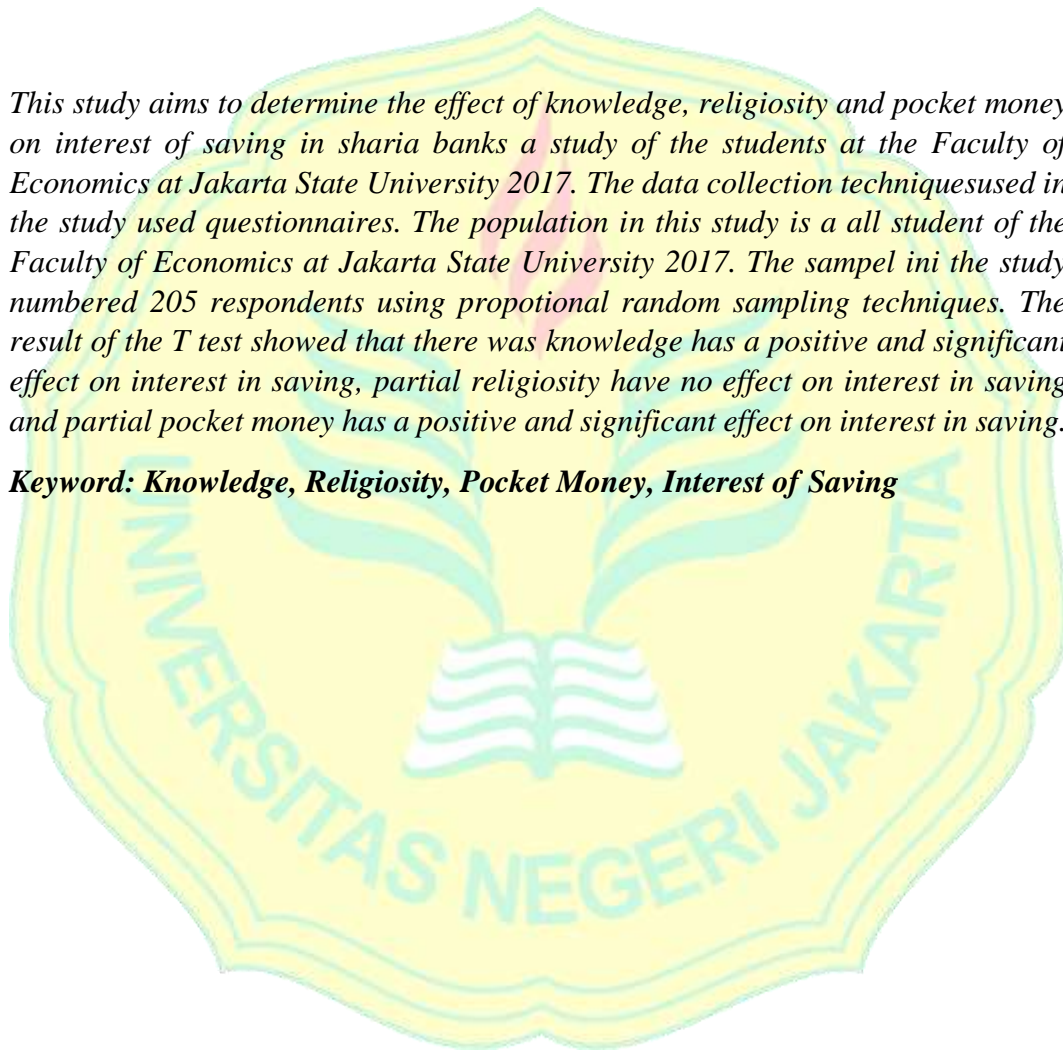 This study aims to determine the effect of knowledge, religiosity and pocket money
on interest of saving in sharia banks a study of the students at the Faculty of
Economics at Jakarta State University 2017. The data collection techniquesused in
the study used questionnaires. The population in this study is a all student of the
Faculty of Economics at Jakarta State University 2017. The sampel ini the study
numbered 205 respondents using propotional random sampling techniques. The
result of the T test showed that there was knowledge has a positive and significant
effect on interest in saving, partial religiosity have no effect on interest in saving
and partial pocket money has a positive and significant effect on interest in saving.
Keyword: Knowledge, Religiosity, Pocket Money, Interest of Saving
UNIVERSITAS NEGERI JAKARTA